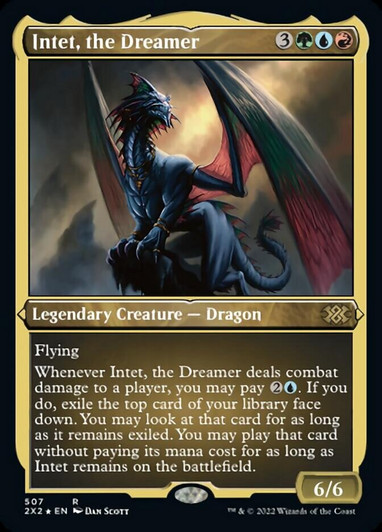 Intet, the Dreamer 3
Legendary Creature — Dragon
Flying
Whenever Intet, the Dreamer deals combat
damage to a player, you may pay 2. If you
do, exile the top card of your library face
down. You may look at that card for as long
as it remains exiled. You may play that card
without paying its mana cost for as long as
Intet remains on the battlefield.
6/6
507 R
2X2 ★ EN Dan Scott
™ & © 2022 Wizards of the Coast